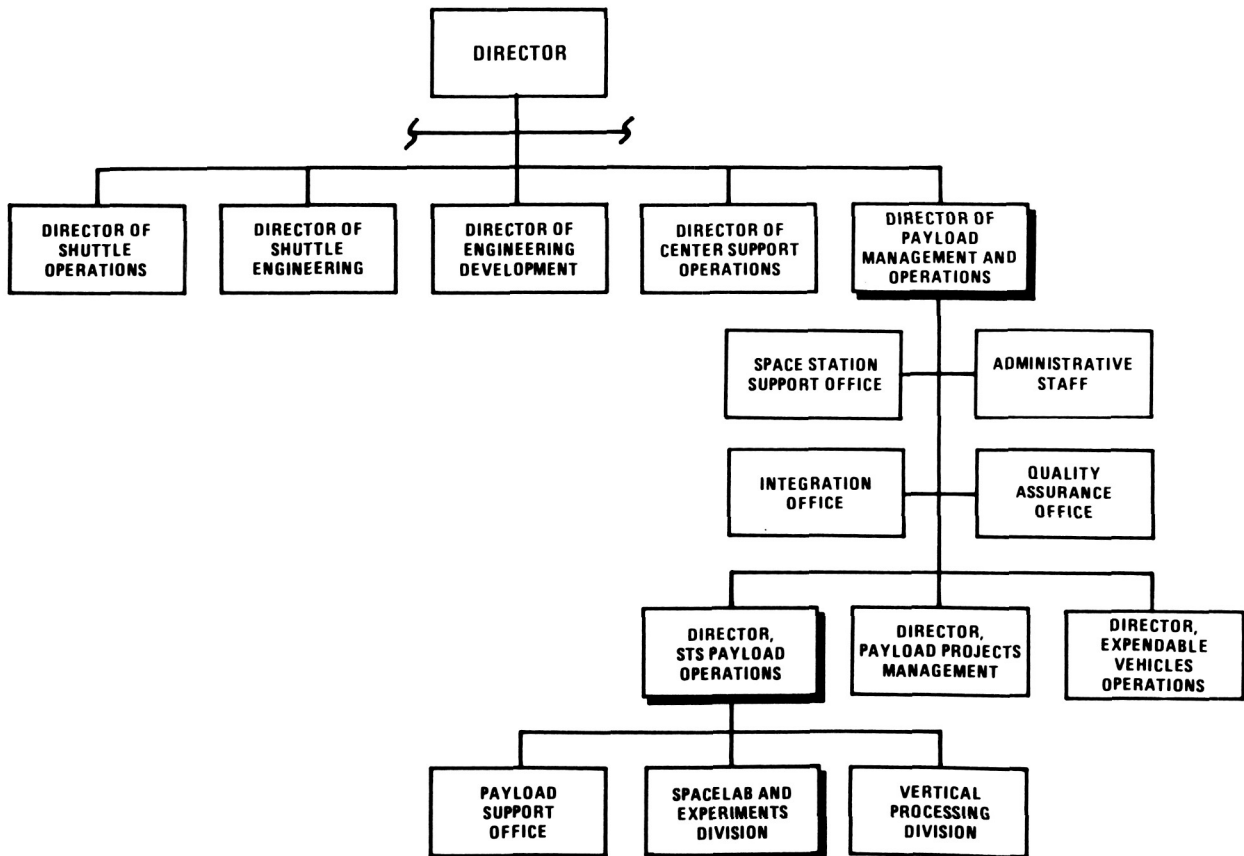 DIRECTOR
DIRECTOR OF
SHUTTLE
OPERATIONS
DIRECTOR OF
SHUTTLE
ENGINEERING
DIRECTOR OF
ENGINEERING
DEVELOPMENT
DIRECTOR OF
CENTER SUPPORT
OPERATIONS
DIRECTOR OF
PAYLOAD
MANAGEMENT AND
OPERATIONS
SPACE STATION
SUPPORT OFFICE
ADMINISTRATIVE
STAFF
INTEGRATION
OFFICE
QUALITY
ASSURANCE
OFFICE
DIRECTOR,
STS PAYLOAD
OPERATIONS
DIRECTOR,
PAYLOAD PROJECTS
MANAGEMENT
DIRECTOR,
EXPENDABLE
VEHICLES
OPERATIONS
PAYLOAD
SUPPORT
OFFICE
SPACELAB AND
EXPERIMENTS
DIVISION
VERTICAL
PROCESSING
DIVISION